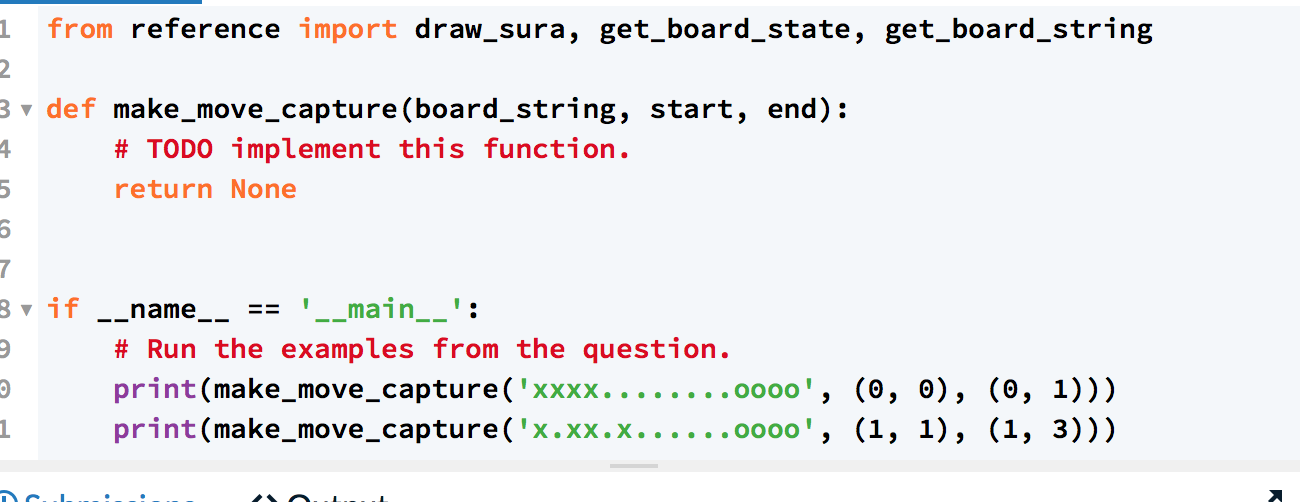 1 from reference import draw_sura, get_board_state, get_board_string
2
3 def make_move_capture(board_string, start, end):
4     # TODO implement this function.
5     return None
6
7
8 if __name__ == '__main__':
9     # Run the examples from the question.
0     print(make_move_capture('xxxx........oooo', (0, 0), (0, 1)))
1     print(make_move_capture('x.xx.x......oooo', (1, 1), (1, 3)))
Submissions <> Output